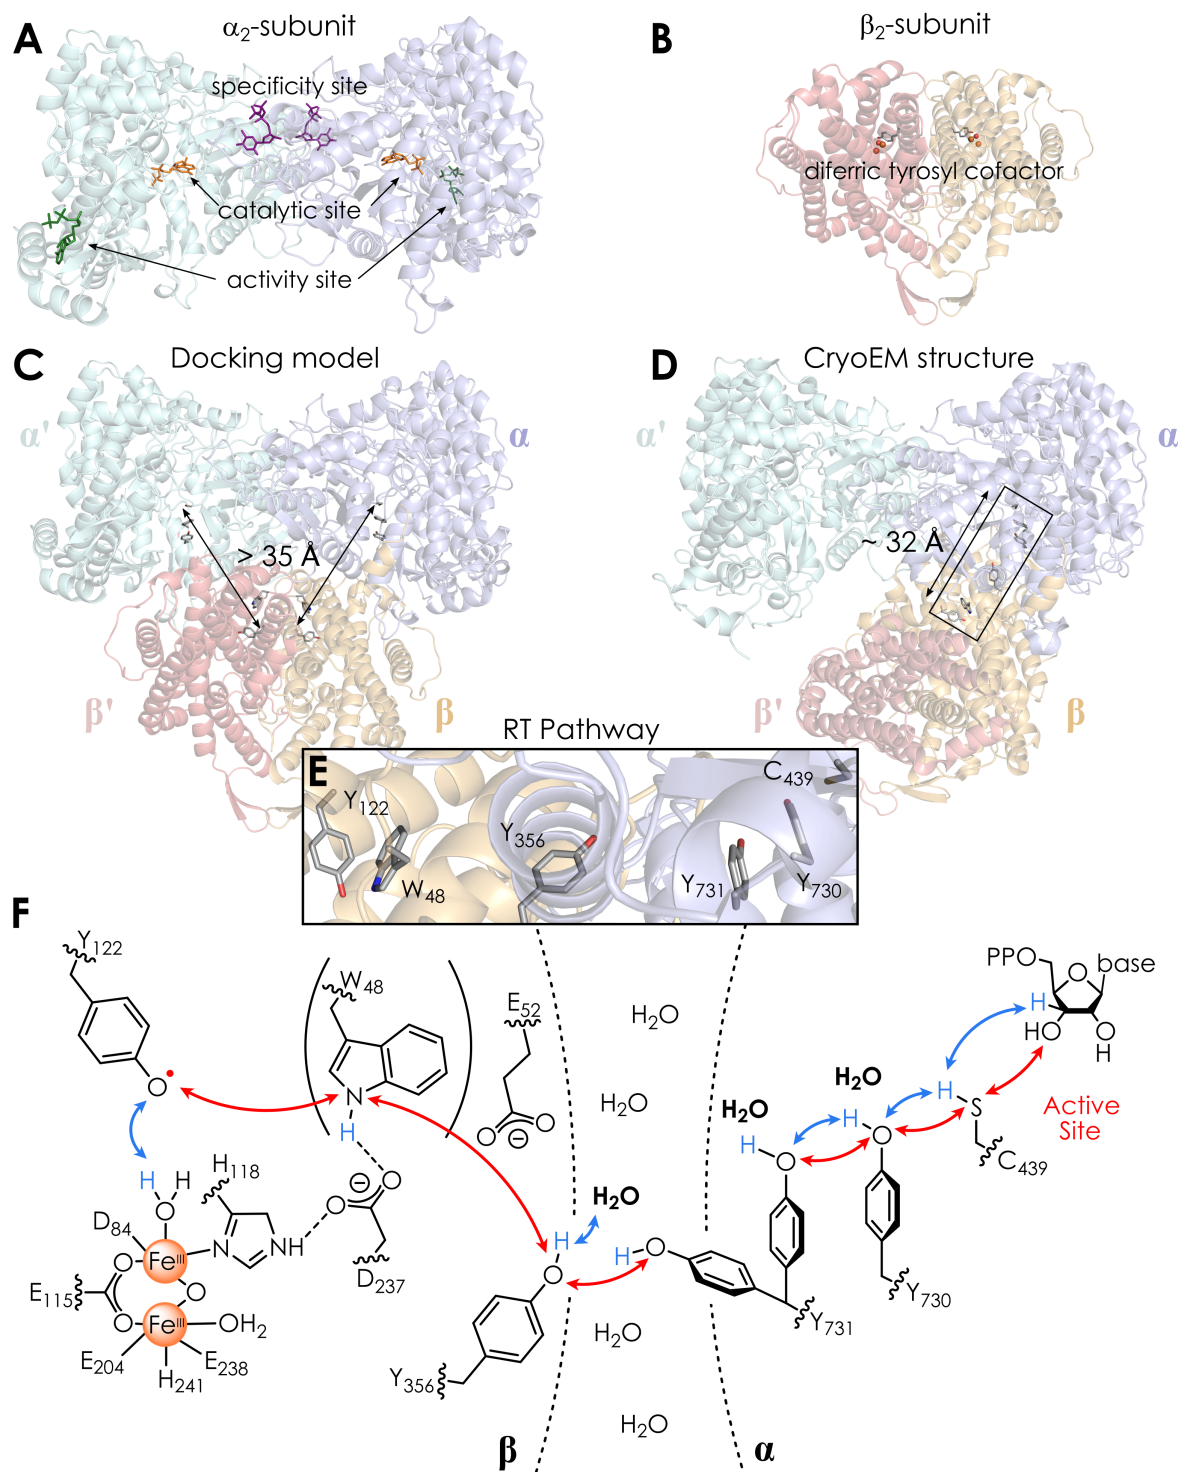 A
α₂-subunit
specificity site
catalytic site
activity site
B
β₂-subunit
diferric tyrosyl cofactor
C
Docking model
α'
α
> 35 Å
β'
β
D
CryoEM structure
α'
α
~ 32 Å
β'
β
RT Pathway
E
Y₁₂₂
W₄₈
Y₃₅₆
Y₇₃₁
Y₇₃₀
C₄₃₉
F
Y₁₂₂
O•
H
H
O
H₁₁₈
N
NH
D₈₄
Feᴵᴵᴵ
E₁₁₅
O
O
O
Feᴵᴵᴵ
OH₂
E₂₀₄
H₂₄₁
E₂₃₈
W₄₈
N
H
E₅₂
O
O
⊖
⊖
O
O
D₂₃₇
H₂O
H₂O
H₂O
H
O
Y₃₅₆
H₂O
H₂O
β
α
H
O
Y₇₃₁
H₂O
H
O
H₂O
H
O
Y₇₃₀
H
S
C₄₃₉
PPO
O
base
H
HO
O
H
Active
Site